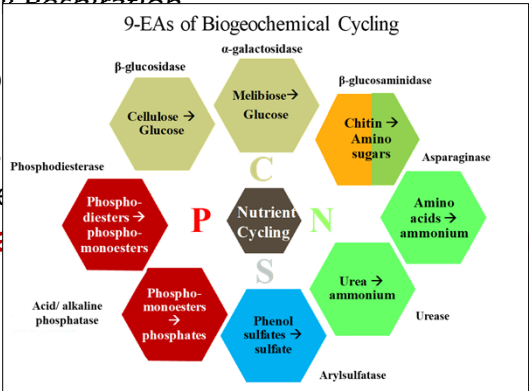 9-EAs of Biogeochemical Cycling
α-galactosidase
β-glucosidase
β-glucosaminidase
Melibiose→
Glucose
Cellulose →
Glucose
Chitin →
Amino
sugars
Phosphodiesterase
Asparaginase
C
Phospho-
diesters →
phospho-
monoesters
P
Nutrient
Cycling
N
Amino
acids →
ammonium
S
Urea →
ammonium
Acid/ alkaline
phosphatase
Phospho-
monoesters
→
phosphates
Phenol
sulfates →
sulfate
Urease
Arylsulfatase